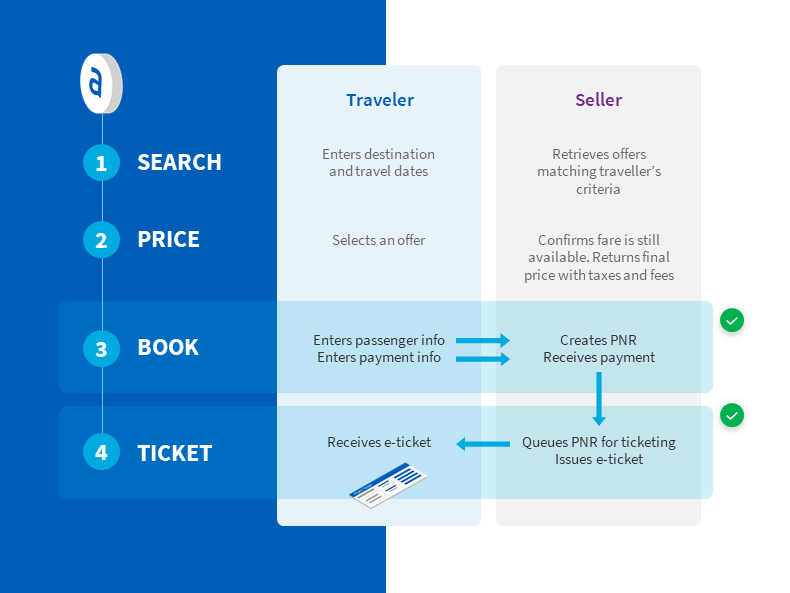 a
Traveler
Seller
1
SEARCH
Enters destination
and travel dates
Retrieves offers
matching traveller's
criteria
2
PRICE
Selects an offer
Confirms fare is still
available. Returns final
price with taxes and fees
3
BOOK
Enters passenger info
Enters payment info
Creates PNR
Receives payment
4
TICKET
Receives e-ticket
Queues PNR for ticketing
Issues e-ticket